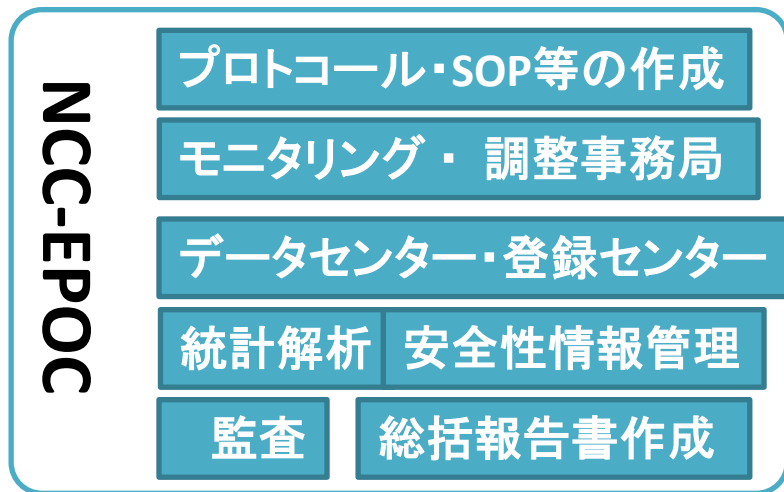 NCC-EPOC
プロトコール・SOP等の作成
モニタリング・ 調整事務局
データセンター・登録センター
統計解析 安全性情報管理
監査 総括報告書作成